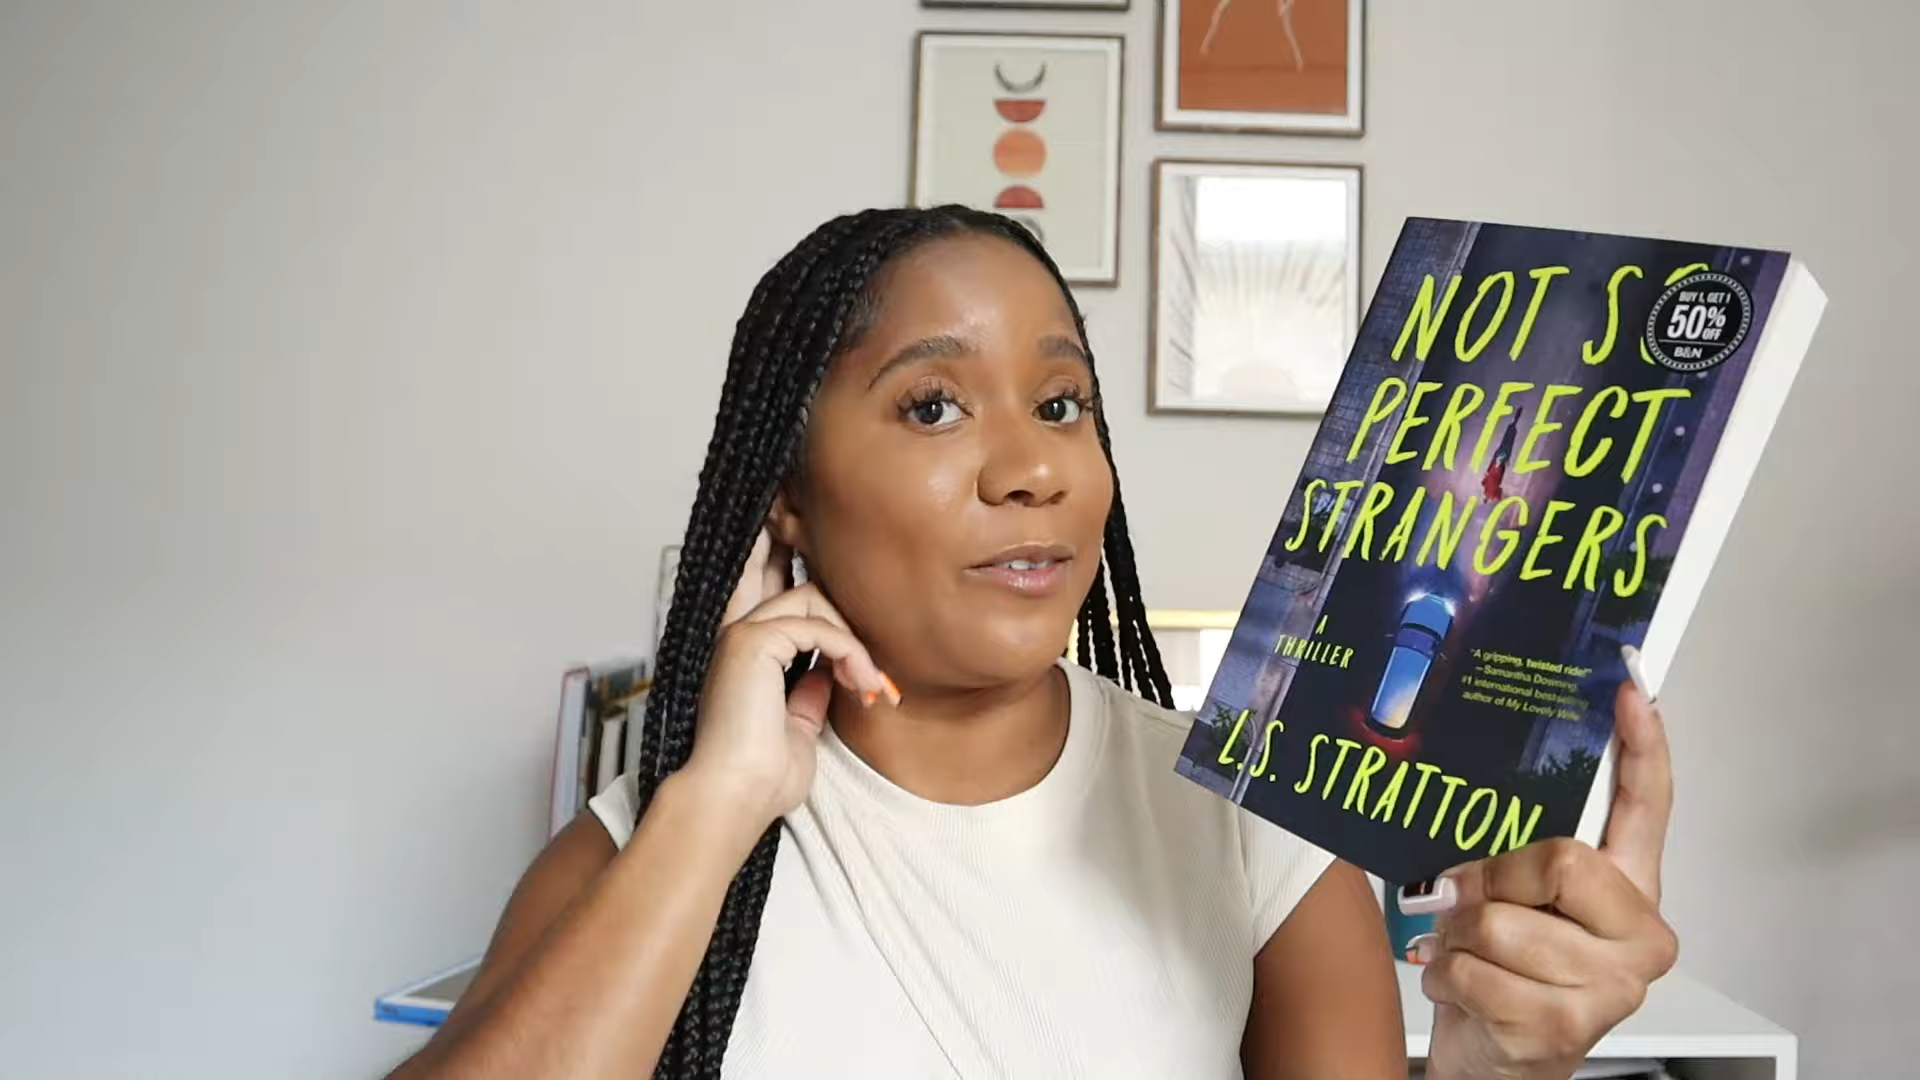 NOT SO
PERFECT
STRANGERS
BUY 1, GET 1
50%
OFF
B&N
A
THRILLER
"A gripping, twisted ride!"
—Samantha Downing,
#1 international bestselling
author of My Lovely Wife
L.S. STRATTON